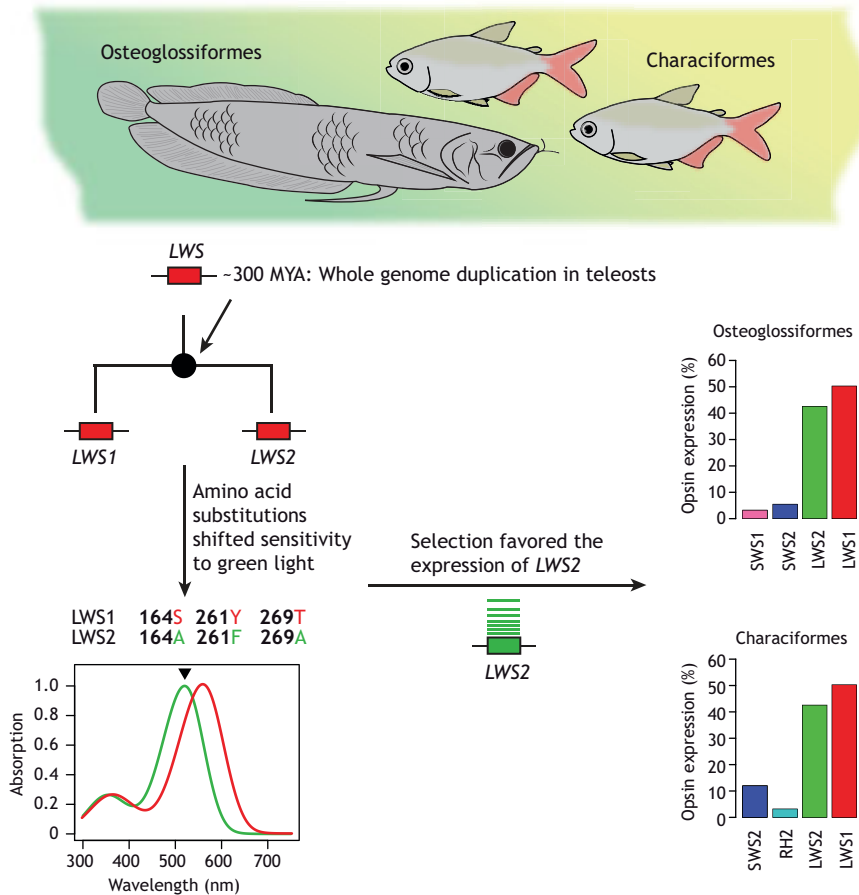 Osteoglossiformes
Characiformes
LWS
~300 MYA: Whole genome duplication in teleosts
LWS1
LWS2
Amino acid
substitutions
shifted sensitivity
to green light
LWS1 164S 261Y 269T
LWS2 164A 261F 269A
Selection favored the
expression of LWS2
LWS2
Absorption
1.0
0.8
0.6
0.4
0.2
0
300 400 500 600 700
Wavelength (nm)
Osteoglossiformes
Opsin expression (%)
60
50
40
30
20
10
0
SWS1
SWS2
LWS2
LWS1
Characiformes
Opsin expression (%)
60
50
40
30
20
10
0
SWS2
RH2
LWS2
LWS1